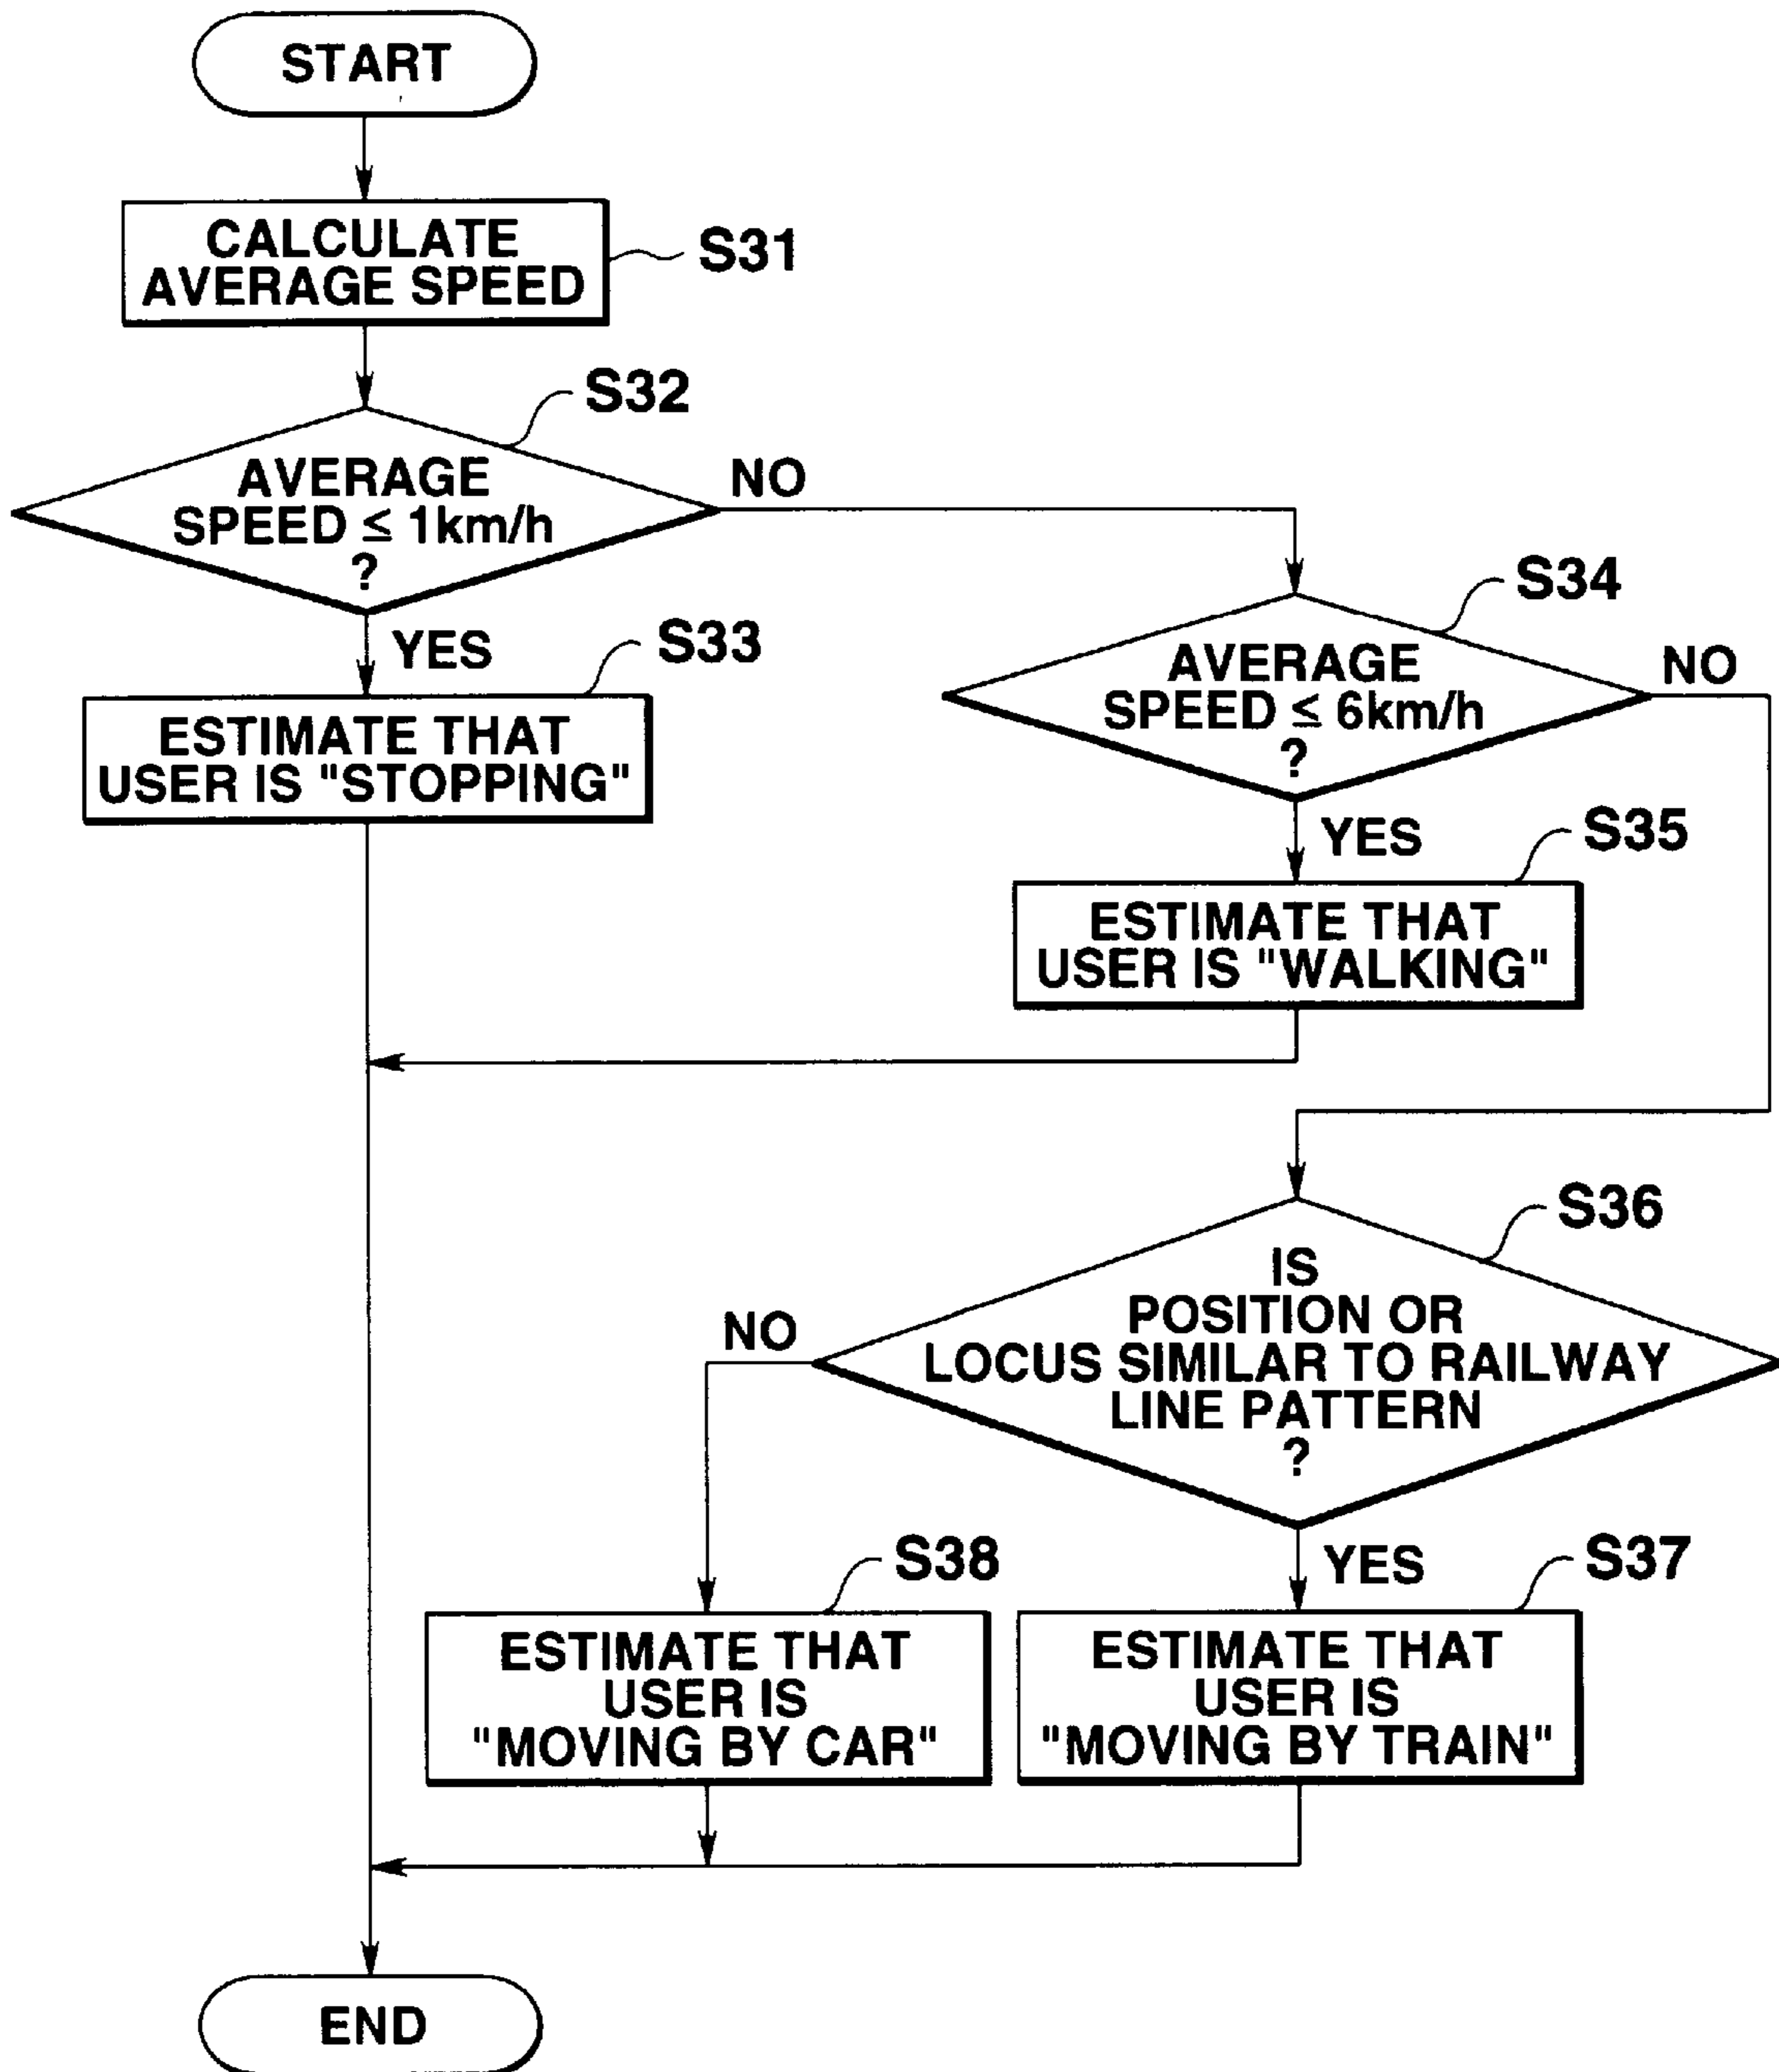 START
CALCULATE
AVERAGE SPEED
S31
S32
AVERAGE
SPEED ≤ 1km/h
?
NO
YES
S33
ESTIMATE THAT
USER IS "STOPPING"
S34
AVERAGE
SPEED ≤ 6km/h
?
NO
YES
S35
ESTIMATE THAT
USER IS "WALKING"
S36
IS
POSITION OR
LOCUS SIMILAR TO RAILWAY
LINE PATTERN
?
NO
YES
S38
ESTIMATE THAT
USER IS
"MOVING BY CAR"
S37
ESTIMATE THAT
USER IS
"MOVING BY TRAIN"
END